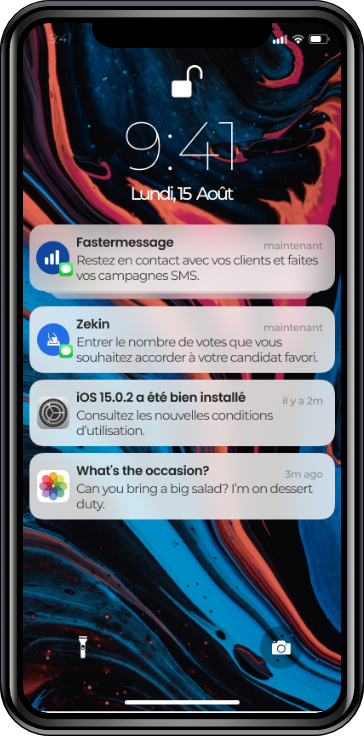 9:41
9:41
Lundi, 15 Août
Fastermessage
maintenant
Restez en contact avec vos clients et faites
vos campagnes SMS.
Zekin
maintenant
Entrer le nombre de votes que vous
souhaitez accorder à votre candidat favori.
iOS 15.0.2 a été bien installé
il y a 2m
Consultez les nouvelles conditions
d'utilisation.
What's the occasion?
3m ago
Can you bring a big salad? I'm on dessert
duty.